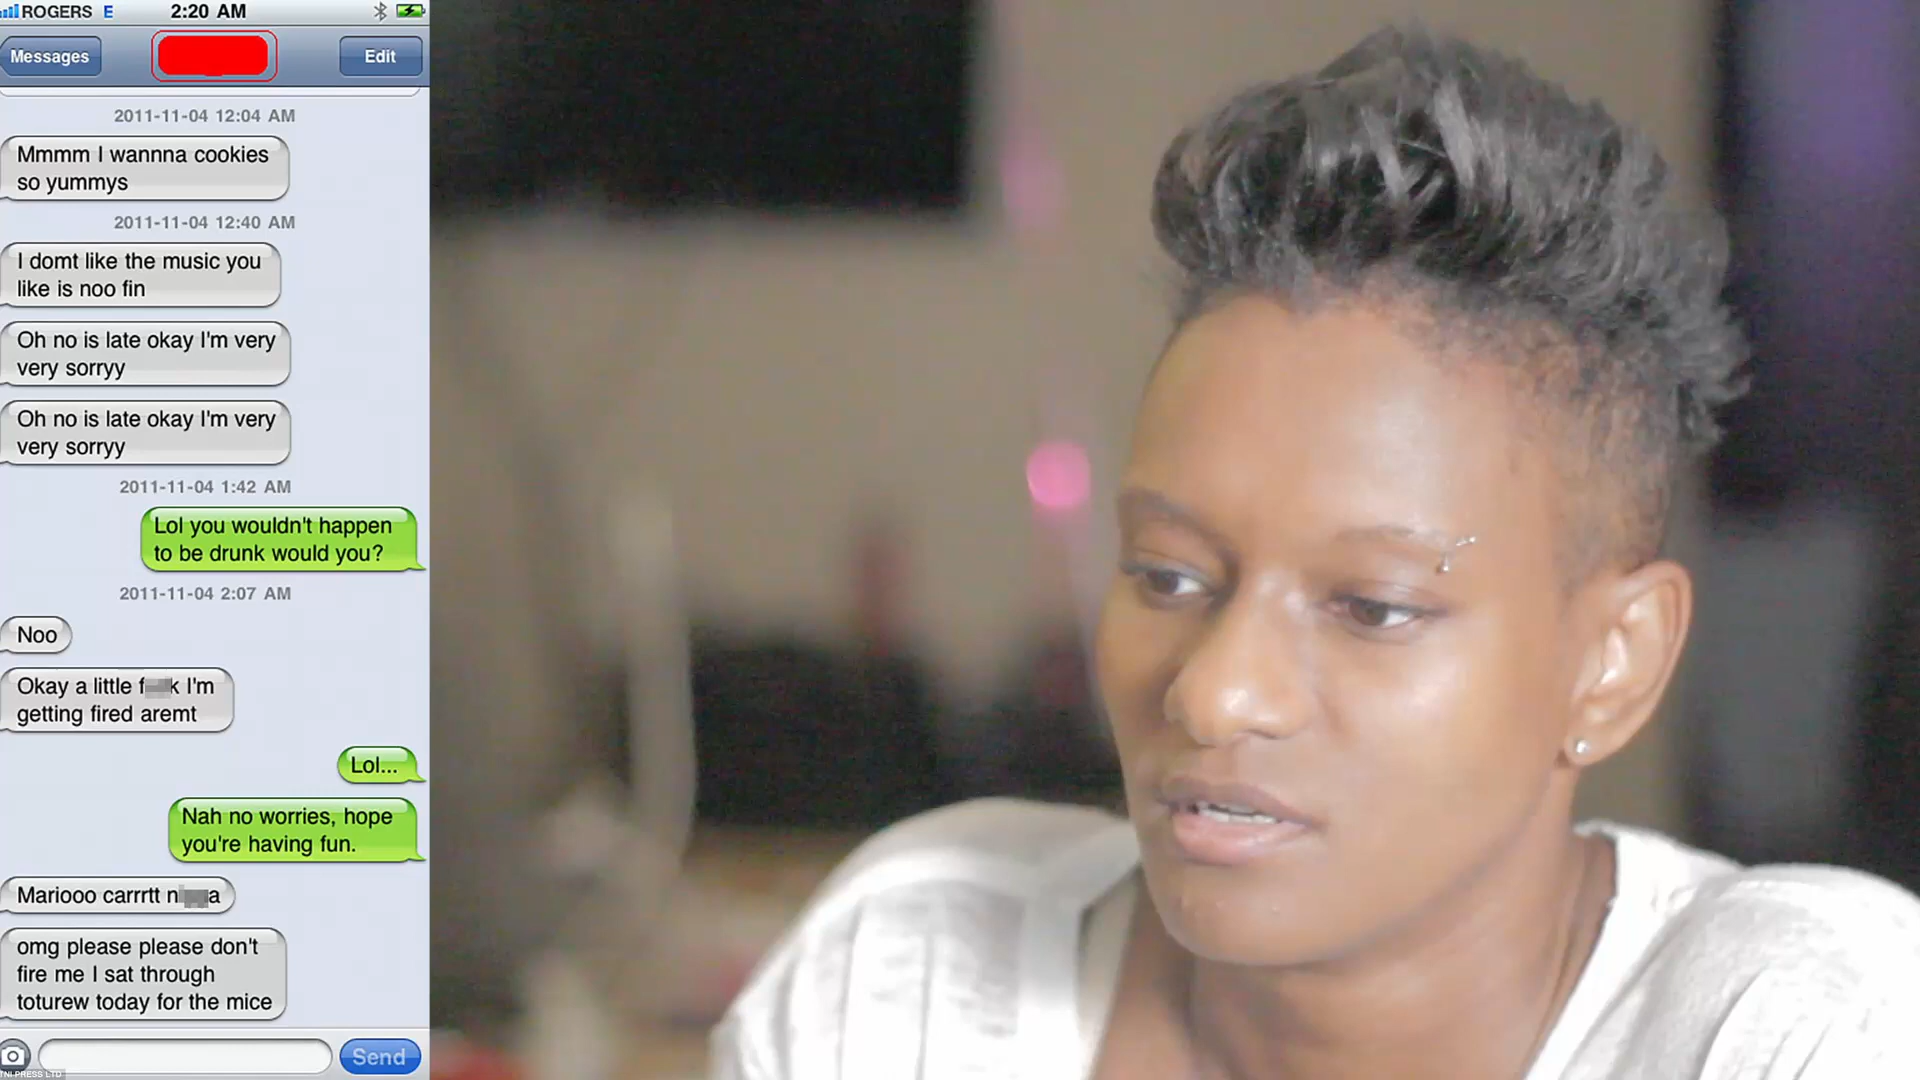 ROGERS E 2:20 AM
Messages Edit
2011-11-04 12:04 AM
Mmmm I wannna cookies
so yummys
2011-11-04 12:40 AM
I domt like the music you
like is noo fin
Oh no is late okay I'm very
very sorryy
Oh no is late okay I'm very
very sorryy
2011-11-04 1:42 AM
Lol you wouldn't happen
to be drunk would you?
2011-11-04 2:07 AM
Noo
Okay a little f k I'm
getting fired aremt
Lol...
Nah no worries, hope
you're having fun.
Mariooo carrrtt n a
omg please please don't
fire me I sat through
toturew today for the mice
Send
TNI PRESS LTD